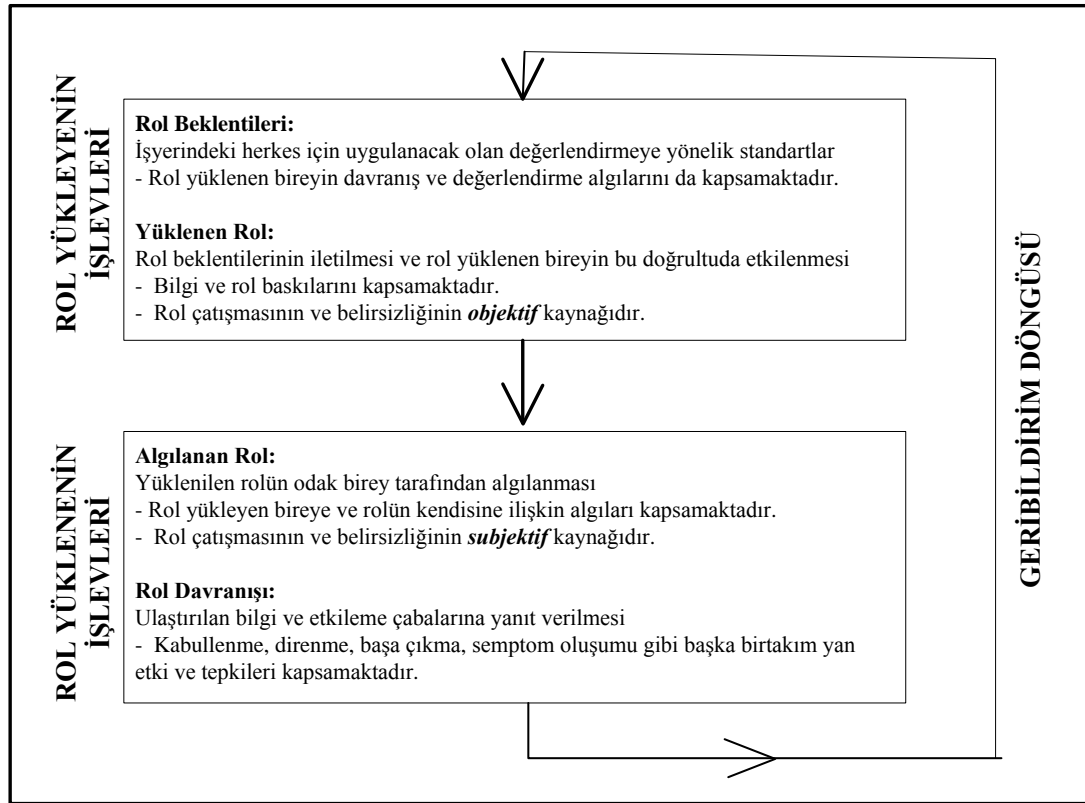 ROL YÜKLEYENİN
İŞLEVLERİ
Rol Beklentileri:
İşyerindeki herkes için uygulanacak olan değerlendirmeye yönelik standartlar
- Rol yüklenen bireyin davranış ve değerlendirme algılarını da kapsamaktadır.
Yüklenen Rol:
Rol beklentilerinin iletilmesi ve rol yüklenen bireyin bu doğrultuda etkilenmesi
- Bilgi ve rol baskılarını kapsamaktadır.
- Rol çatışmasının ve belirsizliğinin objektif kaynağıdır.
ROL YÜKLENENİN
İŞLEVLERİ
Algılanan Rol:
Yüklenilen rolün odak birey tarafından algılanması
- Rol yükleyen bireye ve rolün kendisine ilişkin algıları kapsamaktadır.
- Rol çatışmasının ve belirsizliğinin subjektif kaynağıdır.
Rol Davranışı:
Ulaştırılan bilgi ve etkileme çabalarına yanıt verilmesi
- Kabullenme, direnme, başa çıkma, semptom oluşumu gibi başka birtakım yan
etki ve tepkileri kapsamaktadır.
GERİBİLDİRİM DÖNGÜSÜ